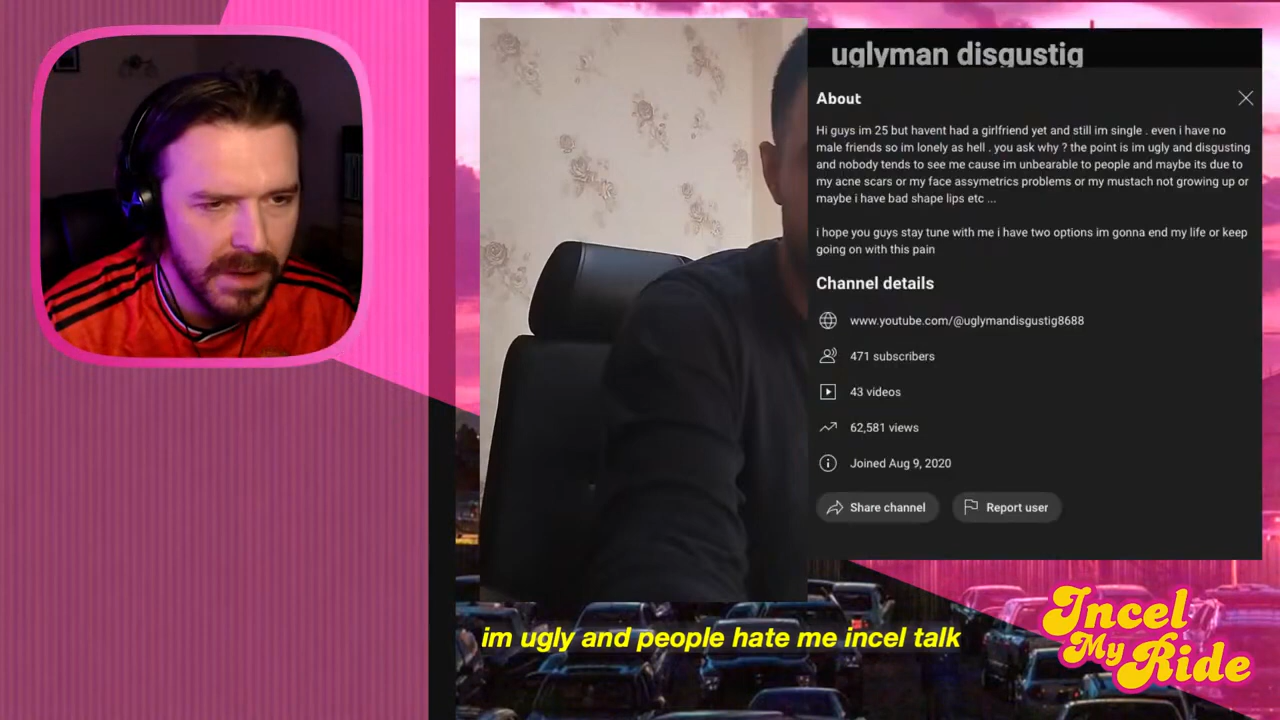 uglyman disgustig
About
Hi guys im 25 but havent had a girlfriend yet and still im single . even i have no
male friends so im lonely as hell . you ask why ? the point is im ugly and disgusting
and nobody tends to see me cause im unbearable to people and maybe its due to
my acne scars or my face assymetrics problems or my mustach not growing up or
maybe i have bad shape lips etc ...
i hope you guys stay tune with me i have two options im gonna end my life or keep
going on with this pain
Channel details
www.youtube.com/@uglymandisgustig8688
471 subscribers
43 videos
62,581 views
Joined Aug 9, 2020
Share channel
Report user
im ugly and people hate me incel talk
Incel
My
Ride